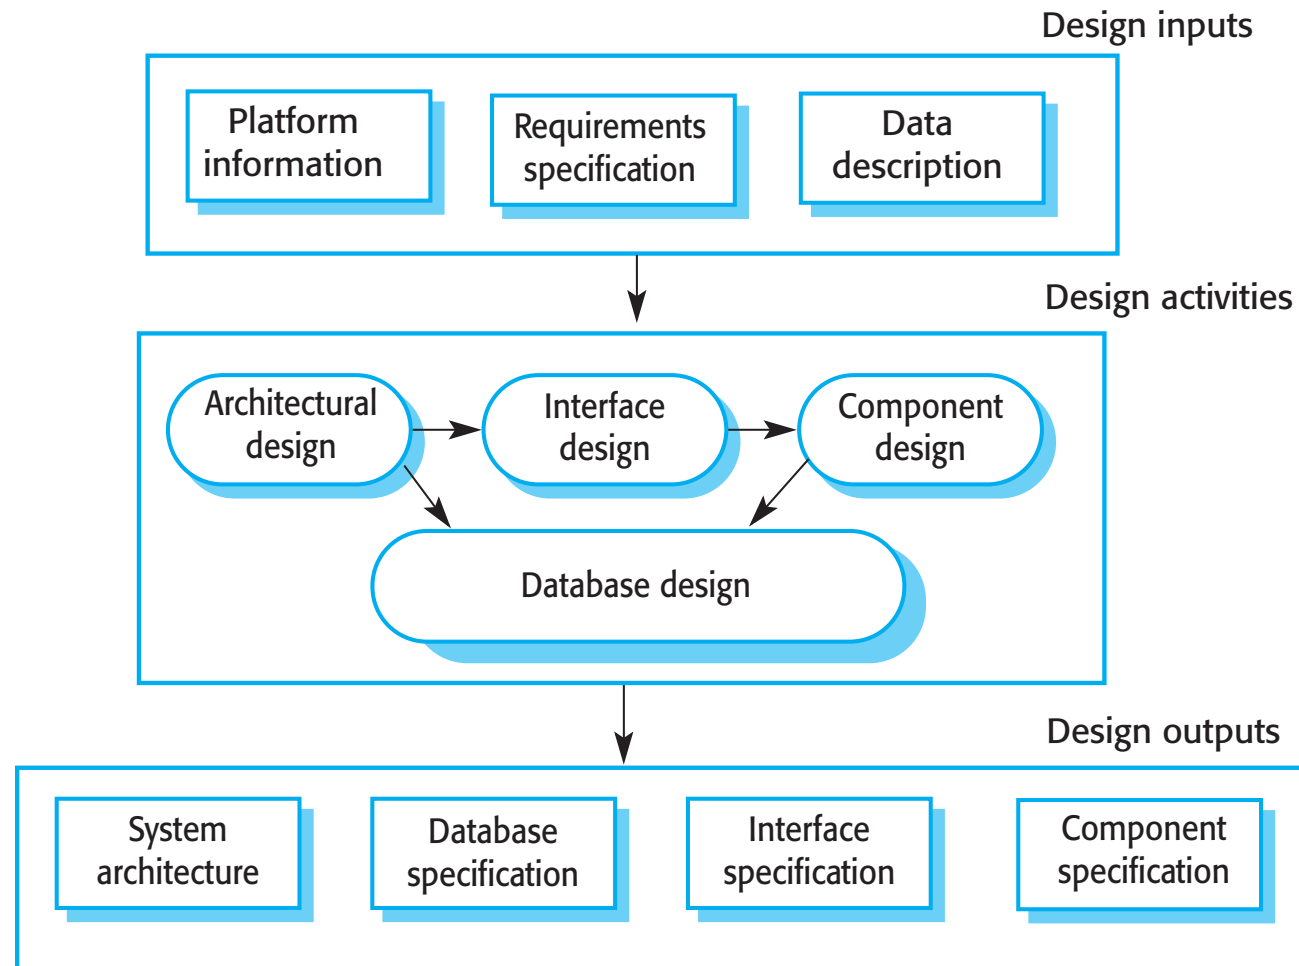 Design inputs
Platform
information
Requirements
specification
Data
description
Design activities
Architectural
design
Interface
design
Component
design
Database design
Design outputs
System
architecture
Database
specification
Interface
specification
Component
specification